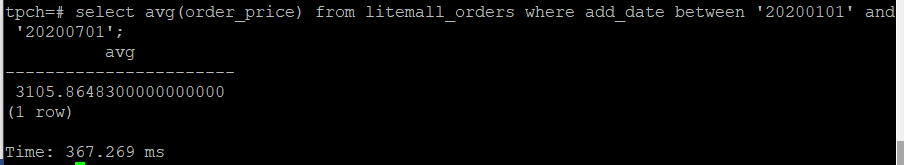 tpch=# select avg(order_price) from litemall_orders where add_date between '20200101' and
'20200701';
avg
-----------------------
3105.8648300000000000
(1 row)
Time: 367.269 ms